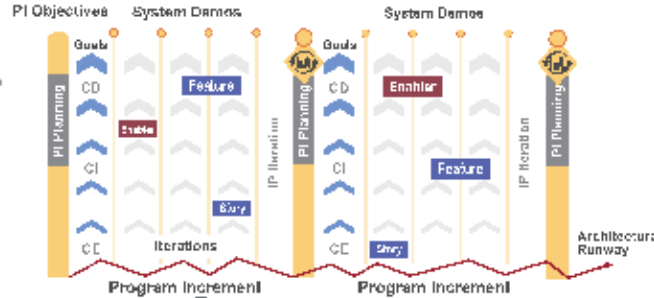 PI Objectives
System Demos
System Demos
Goals
Goals
CD
Feature
CD
Enabler
PI Planning
Enabler
IP Iteration
PI Planning
IP Iteration
PI Planning
CI
CI
Feature
Story
CE
Iterations
CE
Story
Architectural
Runway
Program Increment
Program Increment